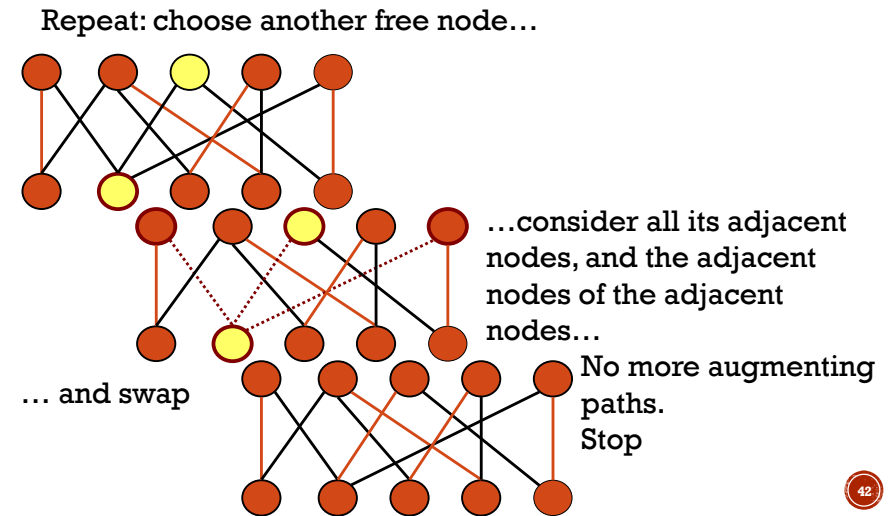 Repeat: choose another free node…
…consider all its adjacent
nodes, and the adjacent
nodes of the adjacent
nodes…
… and swap
No more augmenting
paths.
Stop
42